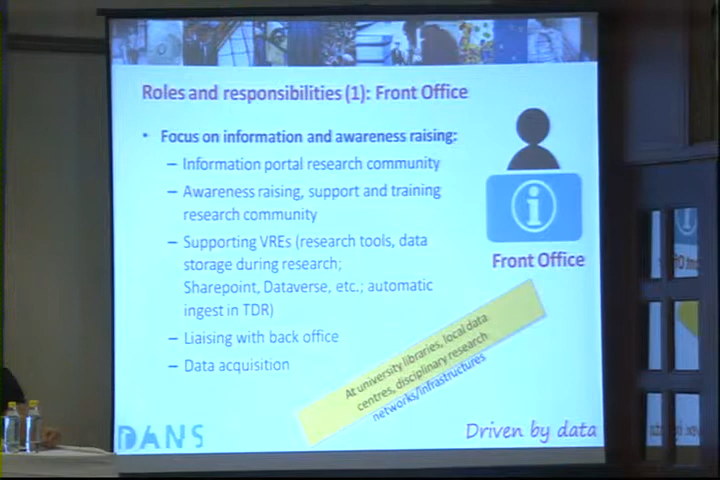 Roles and responsibilities (1): Front Office
• Focus on information and awareness raising:
– Information portal research community
– Awareness raising, support and training
research community
– Supporting VREs (research tools, data
storage during research;
Sharepoint, Dataverse, etc.; automatic
ingest in TDR)
– Liaising with back office
– Data acquisition
i
Front Office
At university libraries, local data
centres, disciplinary research
networks/infrastructures
DANS
Driven by data